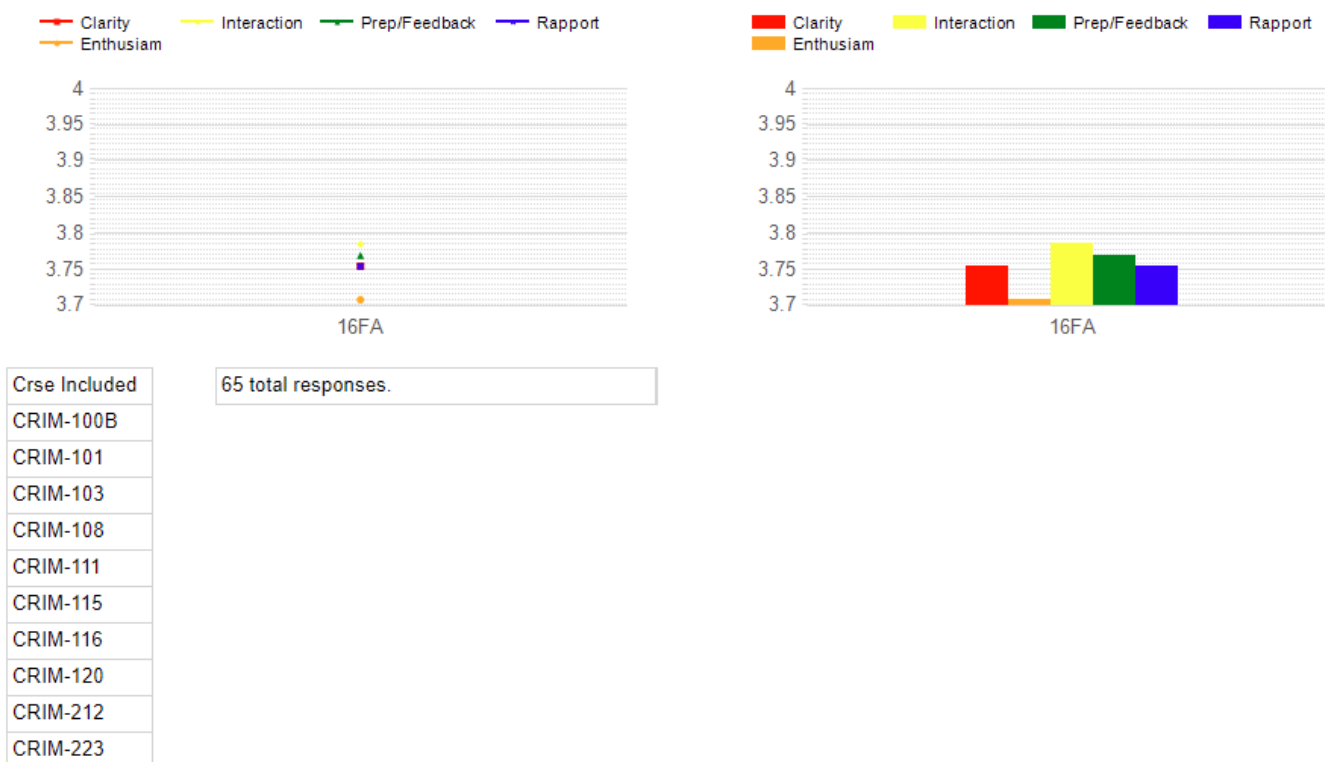 Clarity Interaction Prep/Feedback Rapport
Enthusiam
4
3.95
3.9
3.85
3.8
3.75
3.7
16FA
Clarity Interaction Prep/Feedback Rapport
Enthusiam
4
3.95
3.9
3.85
3.8
3.75
3.7
16FA
Crse Included
65 total responses.
CRIM-100B
CRIM-101
CRIM-103
CRIM-108
CRIM-111
CRIM-115
CRIM-116
CRIM-120
CRIM-212
CRIM-223